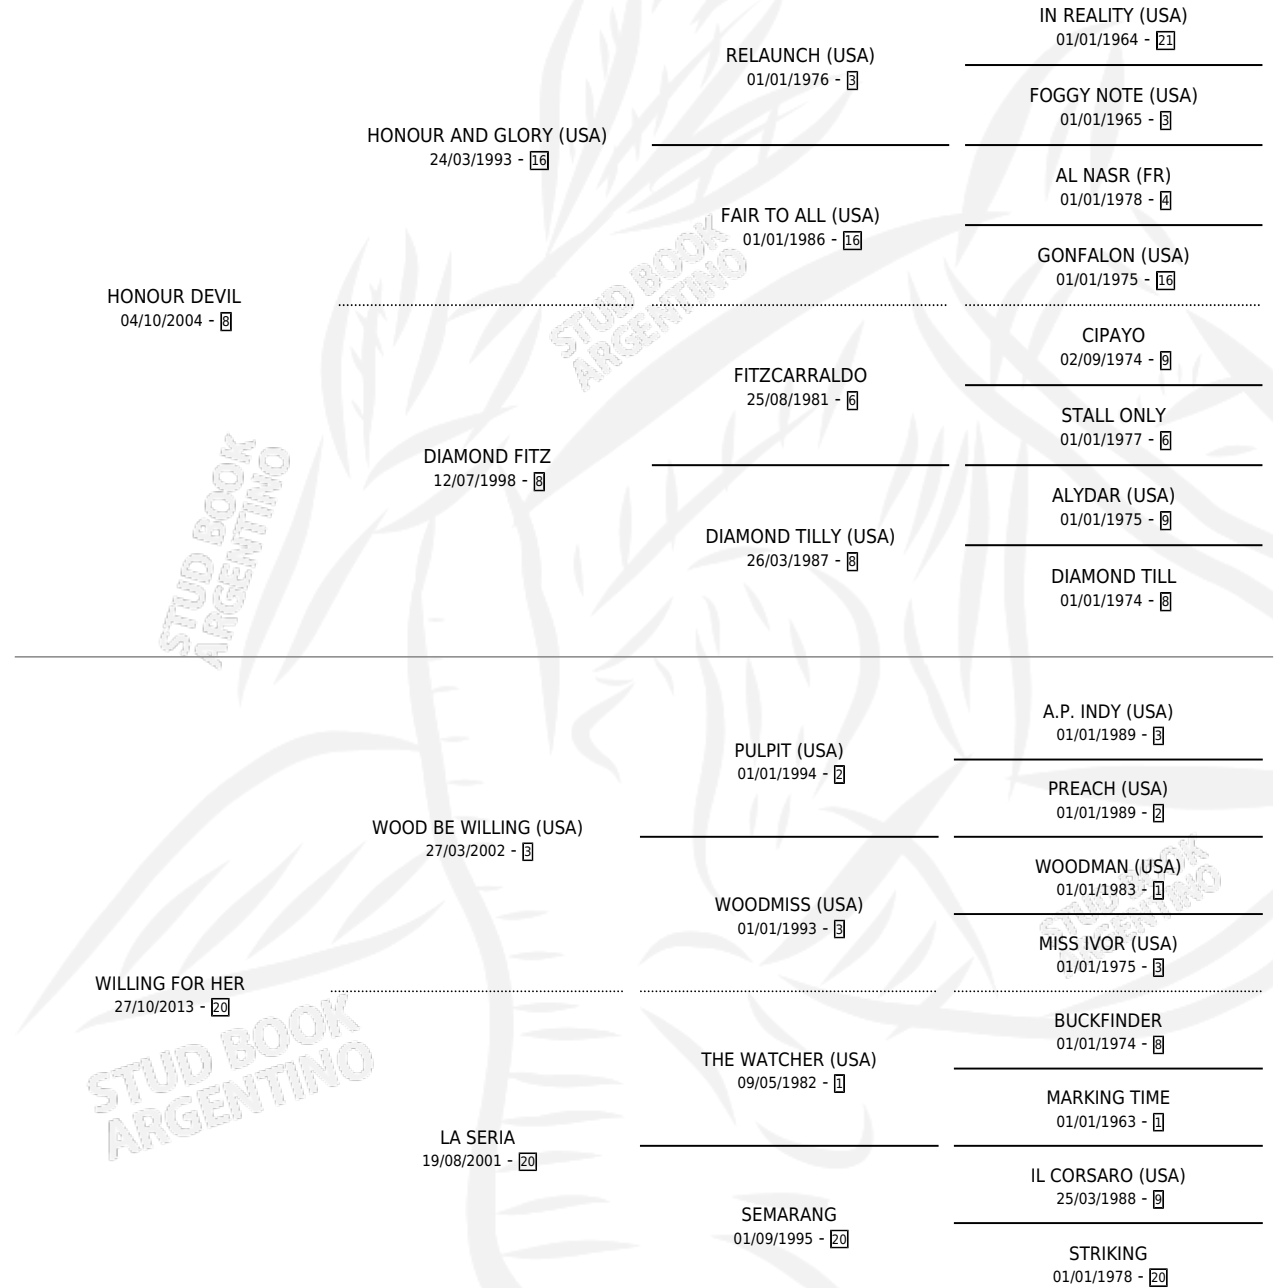 IN REALITY (USA)
01/01/1964 - 21
RELAUNCH (USA)
01/01/1976 - 3
FOGGY NOTE (USA)
01/01/1965 - 3
HONOUR AND GLORY (USA)
24/03/1993 - 16
AL NASR (FR)
01/01/1978 - 4
FAIR TO ALL (USA)
01/01/1986 - 16
GONFALON (USA)
01/01/1975 - 16
STUD BOOK
ARGENTINO
HONOUR DEVIL
04/10/2004 - 8
CIPAYO
02/09/1974 - 9
FITZCARRALDO
25/08/1981 - 6
STALL ONLY
01/01/1977 - 6
DIAMOND FITZ
12/07/1998 - 8
ALYDAR (USA)
01/01/1975 - 9
DIAMOND TILLY (USA)
26/03/1987 - 8
DIAMOND TILL
01/01/1974 - 8
STUD BOOK
ARGENTINO
A.P. INDY (USA)
01/01/1989 - 3
PULPIT (USA)
01/01/1994 - 2
PREACH (USA)
01/01/1989 - 2
WOOD BE WILLING (USA)
27/03/2002 - 3
WOODMAN (USA)
01/01/1983 - 1
WOODMISS (USA)
01/01/1993 - 3
STUD BOOK
ARGENTINO
MISS IVOR (USA)
01/01/1975 - 3
WILLING FOR HER
27/10/2013 - 20
BUCKFINDER
01/01/1974 - 8
THE WATCHER (USA)
09/05/1982 - 1
STUD BOOK
ARGENTINO
MARKING TIME
01/01/1963 - 1
LA SERIA
19/08/2001 - 20
IL CORSARO (USA)
25/03/1988 - 9
SEMARANG
01/09/1995 - 20
STRIKING
01/01/1978 - 20